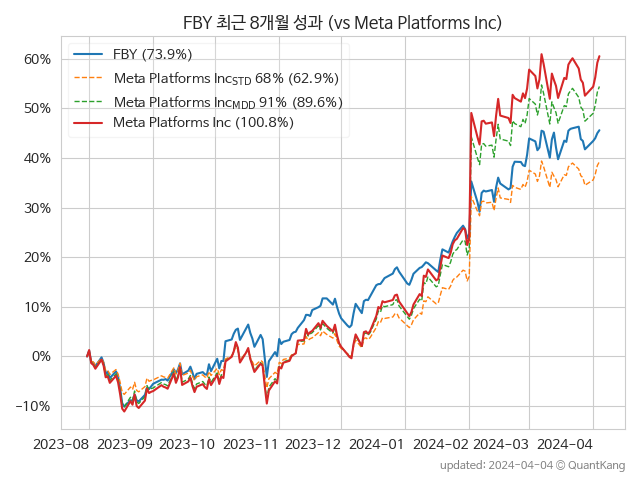 FBY 최근 8개월 성과 (vs Meta Platforms Inc)
FBY (73.9%)
Meta Platforms IncSTD 68% (62.9%)
Meta Platforms IncMDD 91% (89.6%)
Meta Platforms Inc (100.8%)
60%
50%
40%
30%
20%
10%
0%
−10%
2023-08 2023-09 2023-10 2023-11 2023-12 2024-01 2024-02 2024-03 2024-04
updated: 2024-04-04 © QuantKang